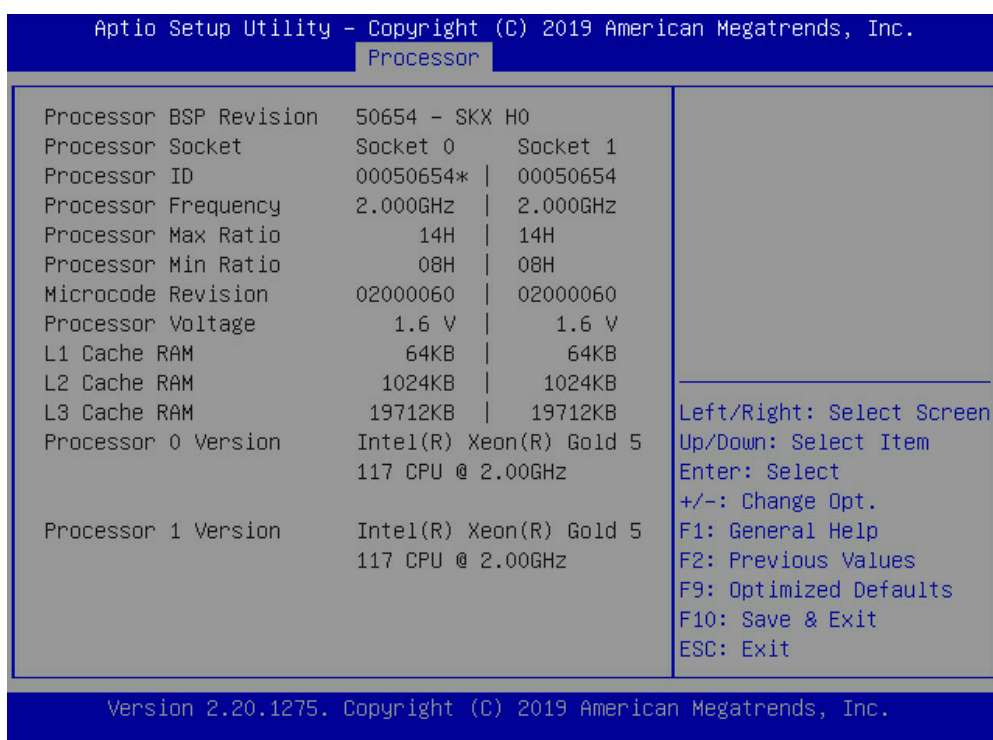 Aptio Setup Utility – Copyright (C) 2019 American Megatrends, Inc.
Processor
Processor BSP Revision 50654 – SKX H0
Processor Socket Socket 0 Socket 1
Processor ID 00050654* | 00050654
Processor Frequency 2.000GHz | 2.000GHz
Processor Max Ratio 14H | 14H
Processor Min Ratio 08H | 08H
Microcode Revision 02000060 | 02000060
Processor Voltage 1.6 V | 1.6 V
L1 Cache RAM 64KB | 64KB
L2 Cache RAM 1024KB | 1024KB
L3 Cache RAM 19712KB | 19712KB
Processor 0 Version Intel(R) Xeon(R) Gold 5
117 CPU @ 2.00GHz
Processor 1 Version Intel(R) Xeon(R) Gold 5
117 CPU @ 2.00GHz
Left/Right: Select Screen
Up/Down: Select Item
Enter: Select
+/-: Change Opt.
F1: General Help
F2: Previous Values
F9: Optimized Defaults
F10: Save & Exit
ESC: Exit
Version 2.20.1275. Copyright (C) 2019 American Megatrends, Inc.